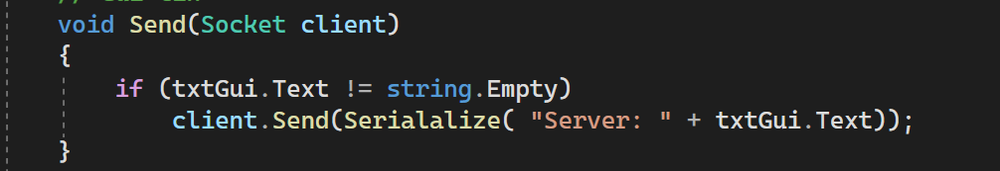 void Send(Socket client)
{
if (txtGui.Text != string.Empty)
client.Send(Serialalize( "Server: " + txtGui.Text));
}